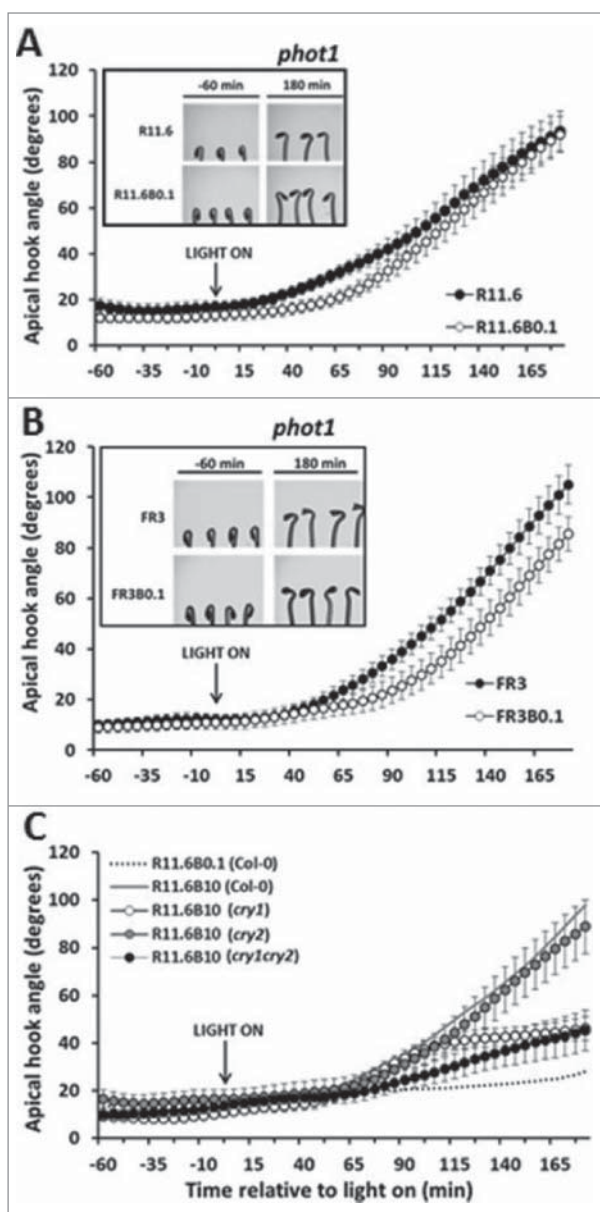 A
phot1
120
100
80
60
40
20
0
Apical hook angle (degrees)
-60 min 180 min
R11.6
R11.6B0.1
LIGHT ON
R11.6
R11.6B0.1
-60 -35 -10 15 40 65 90 115 140 165
B
phot1
120
100
80
60
40
20
0
Apical hook angle (degrees)
-60 min 180 min
FR3
FR3B0.1
LIGHT ON
FR3
FR3B0.1
-60 -35 -10 15 40 65 90 115 140 165
C
120
100
80
60
40
20
0
Apical hook angle (degrees)
R11.6B0.1 (Col-0)
R11.6B10 (Col-0)
R11.6B10 (cry1)
R11.6B10 (cry2)
R11.6B10 (cry1cry2)
LIGHT ON
-60 -35 -10 15 40 65 90 115 140 165
Time relative to light on (min)